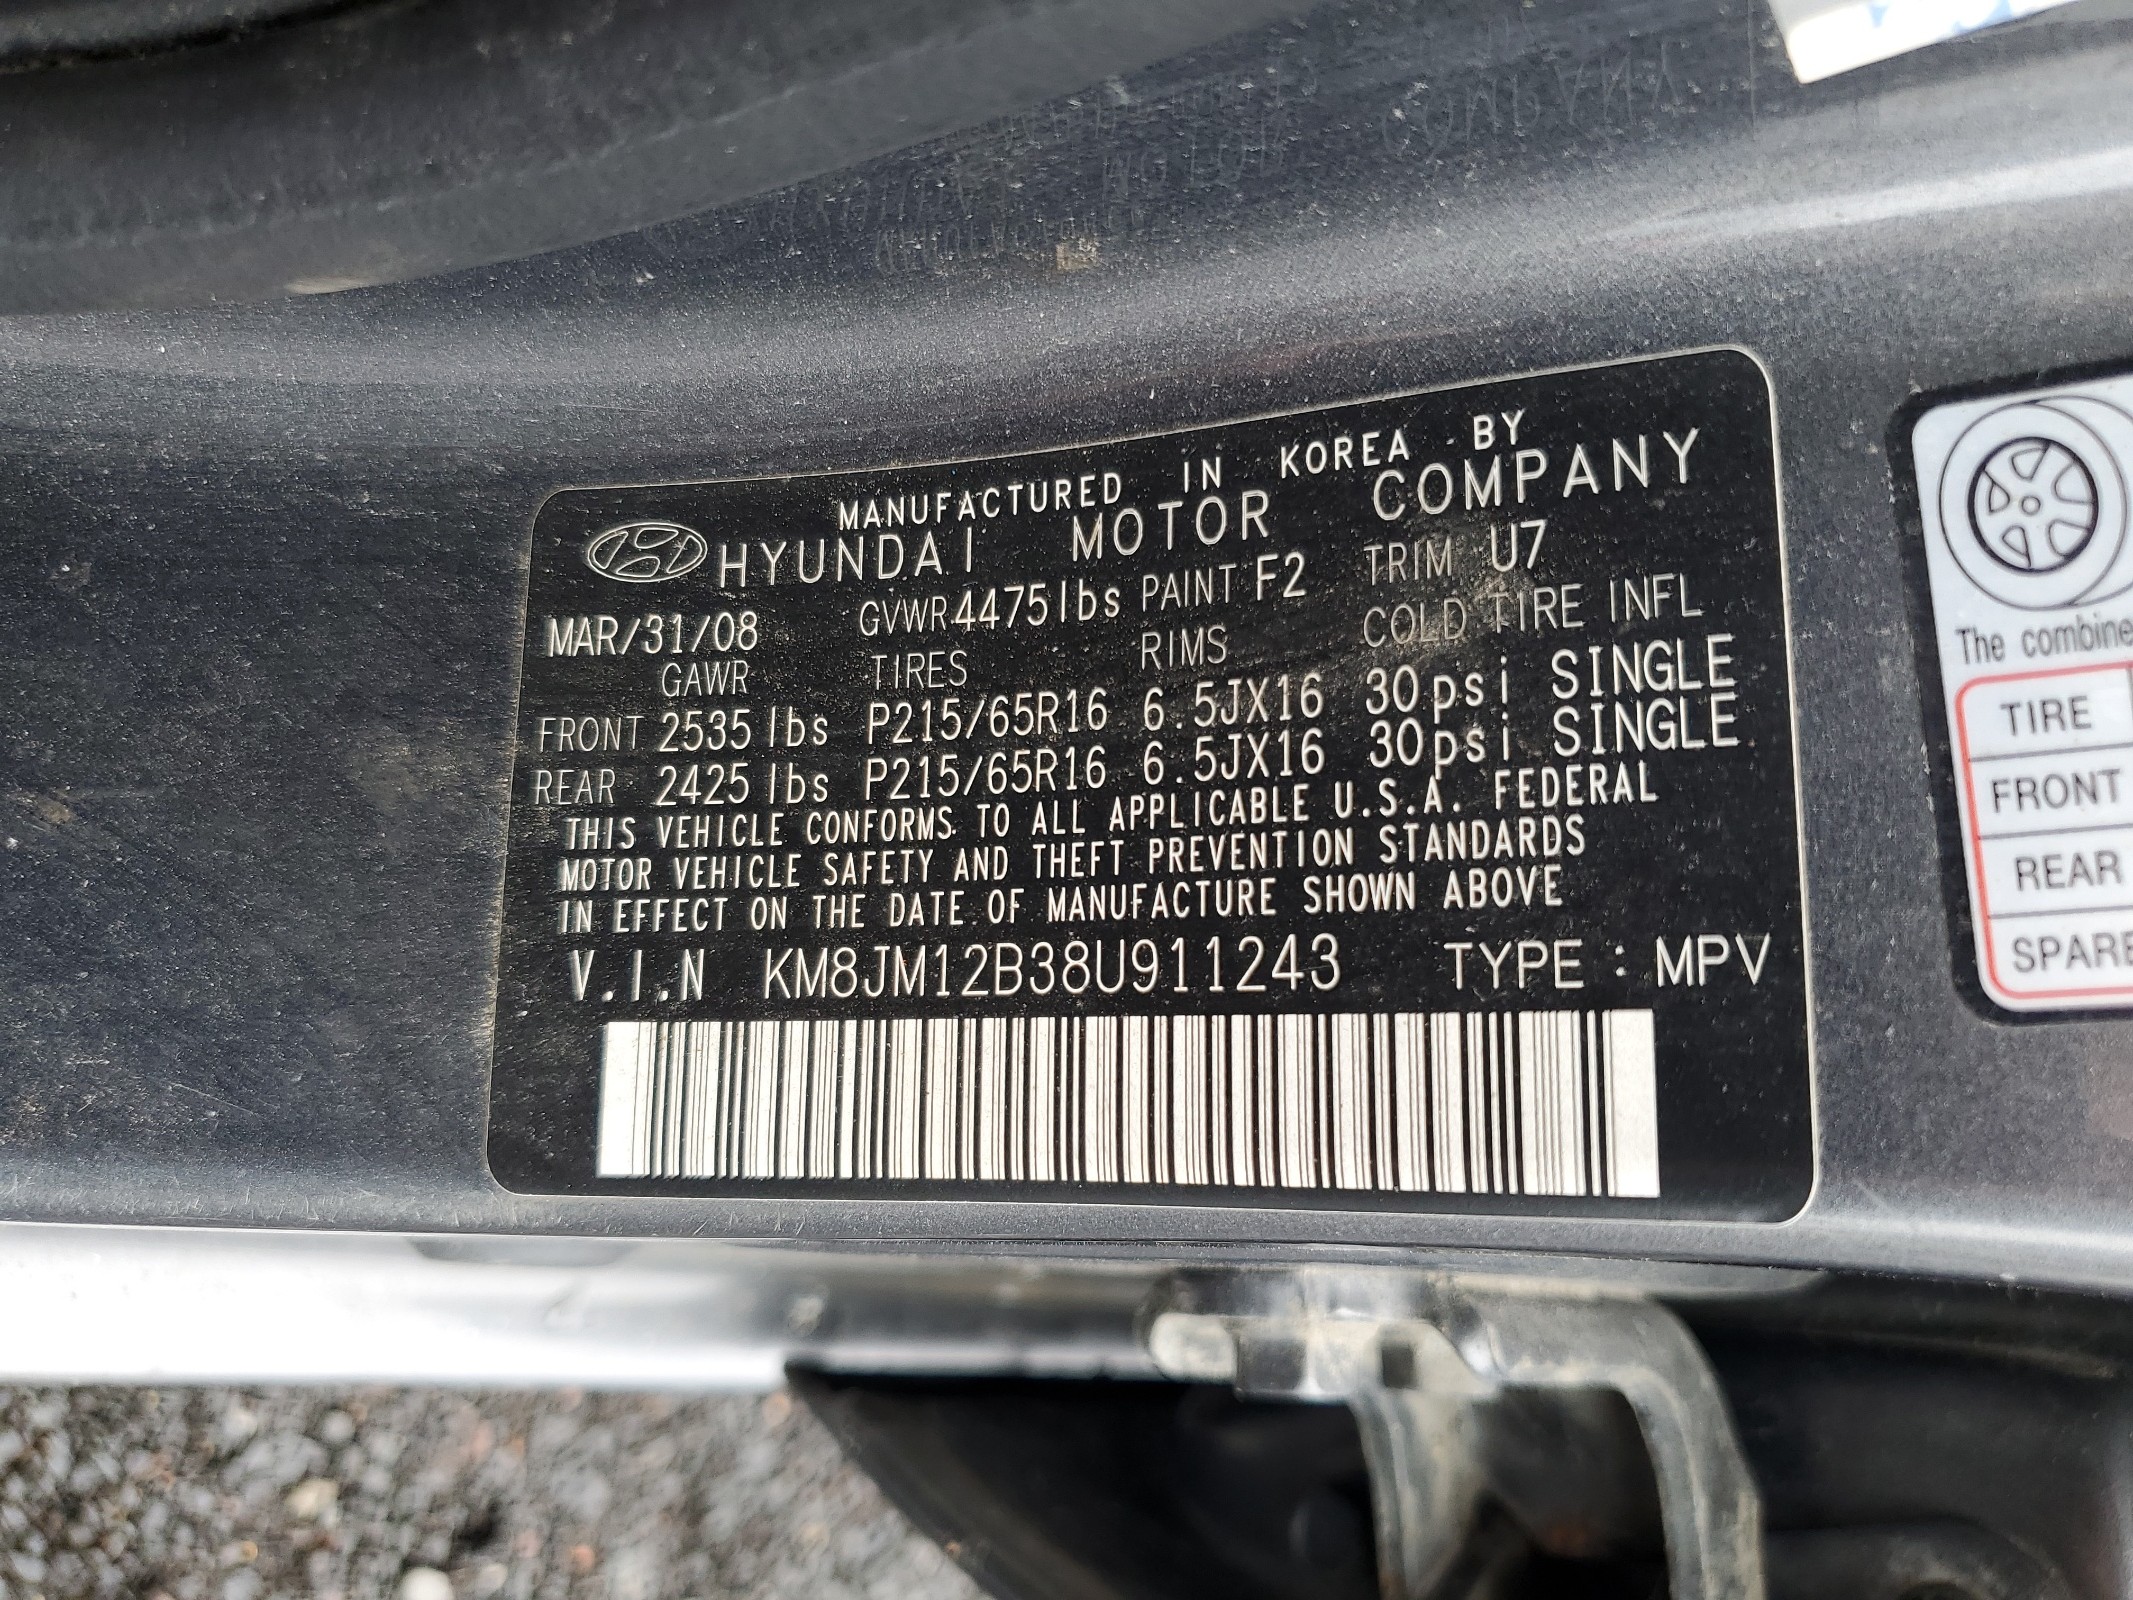 MANUFACTURED IN KOREA BY
HYUNDAI MOTOR COMPANY
MAR/31/08 GVWR 4475lbs PAINT F2 TRIM U7
GAWR TIRES RIMS COLD TIRE INFL
FRONT 2535 lbs P215/65R16 6.5JX16 30psi SINGLE
REAR 2425 lbs P215/65R16 6.5JX16 30psi SINGLE
THIS VEHICLE CONFORMS TO ALL APPLICABLE U.S.A. FEDERAL
MOTOR VEHICLE SAFETY AND THEFT PREVENTION STANDARDS
IN EFFECT ON THE DATE OF MANUFACTURE SHOWN ABOVE
V.I.N KM8JM12B38U911243 TYPE : MPV
The combine
TIRE
FRONT
REAR
SPARE